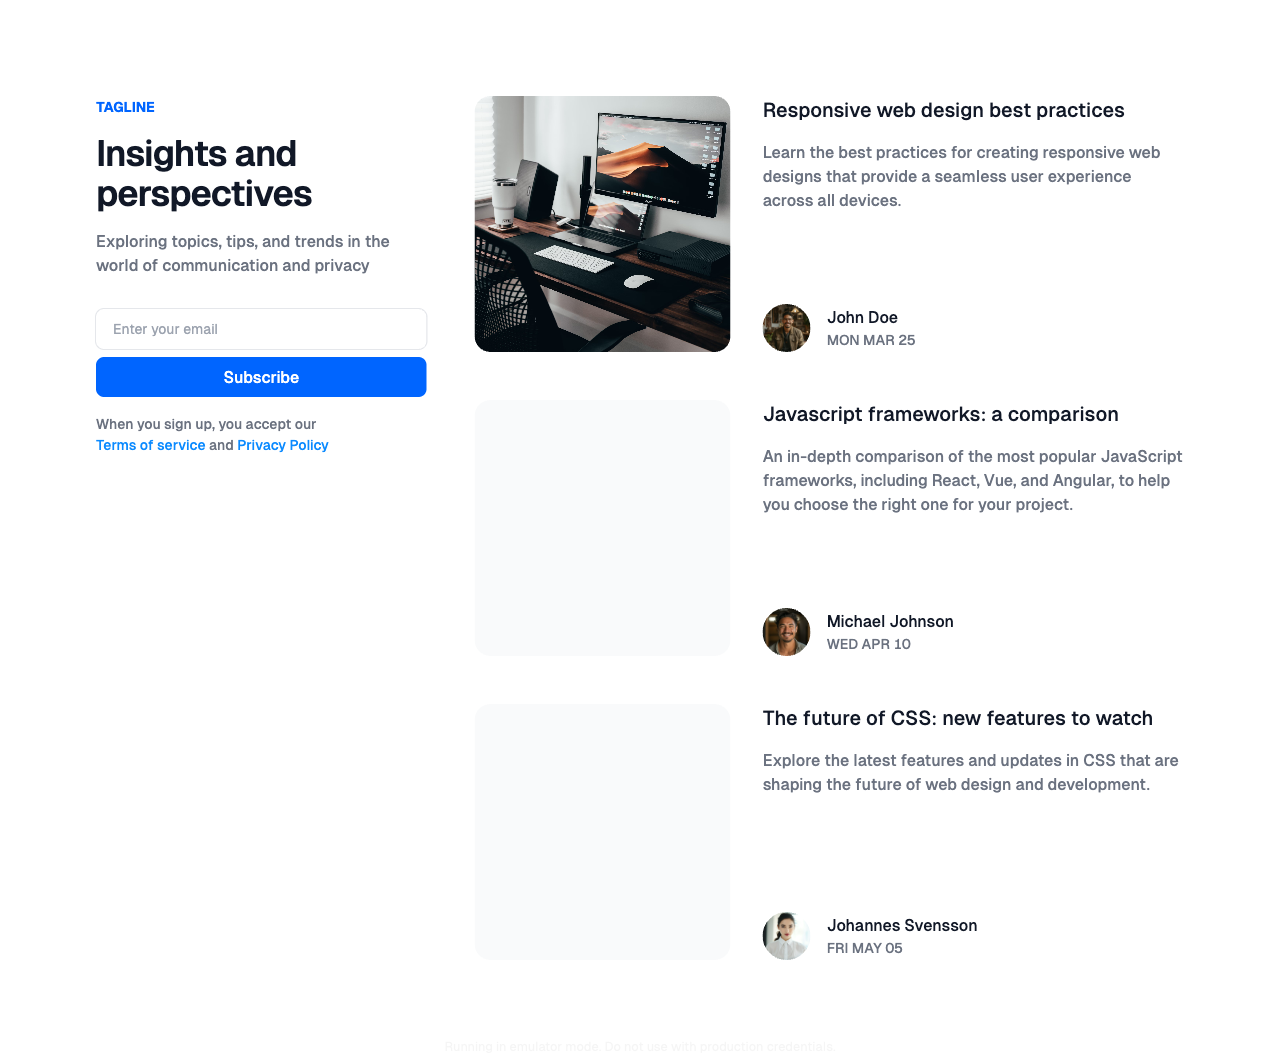 TAGLINE
Insights and
perspectives
Exploring topics, tips, and trends in the
world of communication and privacy
Enter your email
Subscribe
When you sign up, you accept our
Terms of service and Privacy Policy
Responsive web design best practices
Learn the best practices for creating responsive web
designs that provide a seamless user experience
across all devices.
John Doe
MON MAR 25
Javascript frameworks: a comparison
An in-depth comparison of the most popular JavaScript
frameworks, including React, Vue, and Angular, to help
you choose the right one for your project.
Michael Johnson
WED APR 10
The future of CSS: new features to watch
Explore the latest features and updates in CSS that are
shaping the future of web design and development.
Johannes Svensson
FRI MAY 05
Running in emulator mode. Do not use with production credentials.